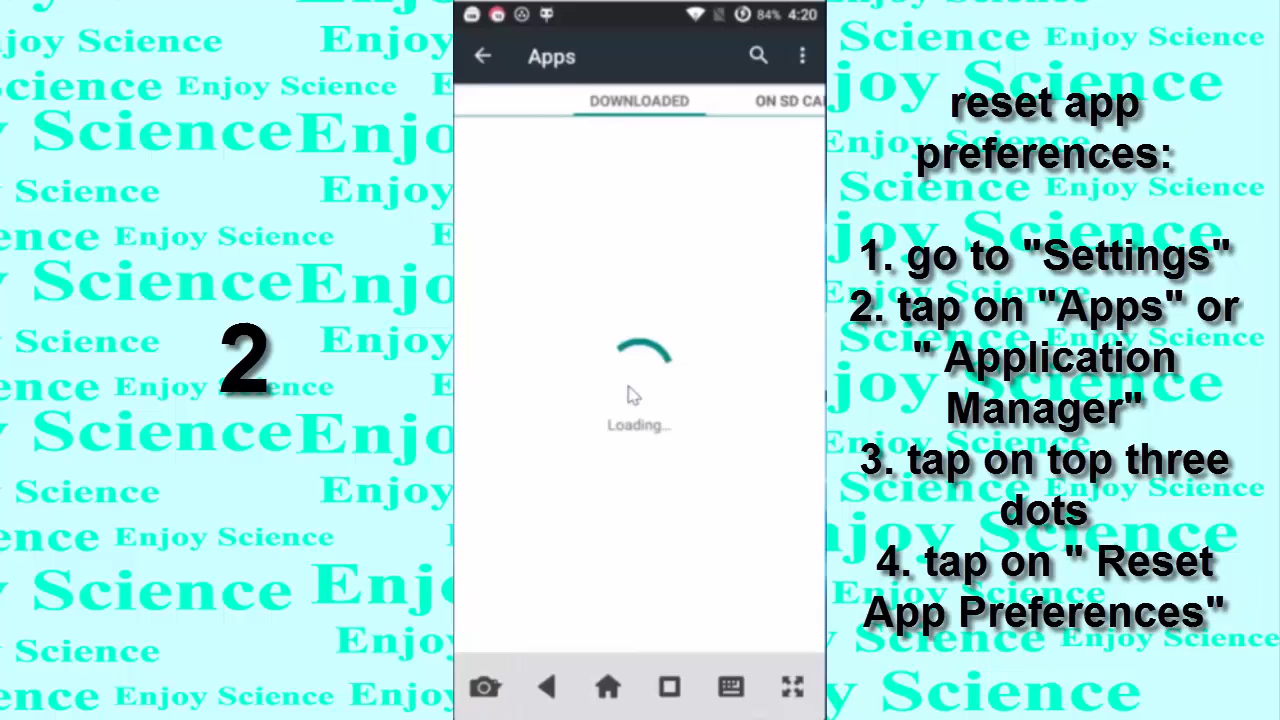 84% 4:20
Apps
DOWNLOADED
ON SD CA
Loading...
2
reset app
preferences:
1. go to "Settings"
2. tap on "Apps" or
" Application
Manager"
3. tap on top three
dots
4. tap on " Reset
App Preferences"
Enjoy Science